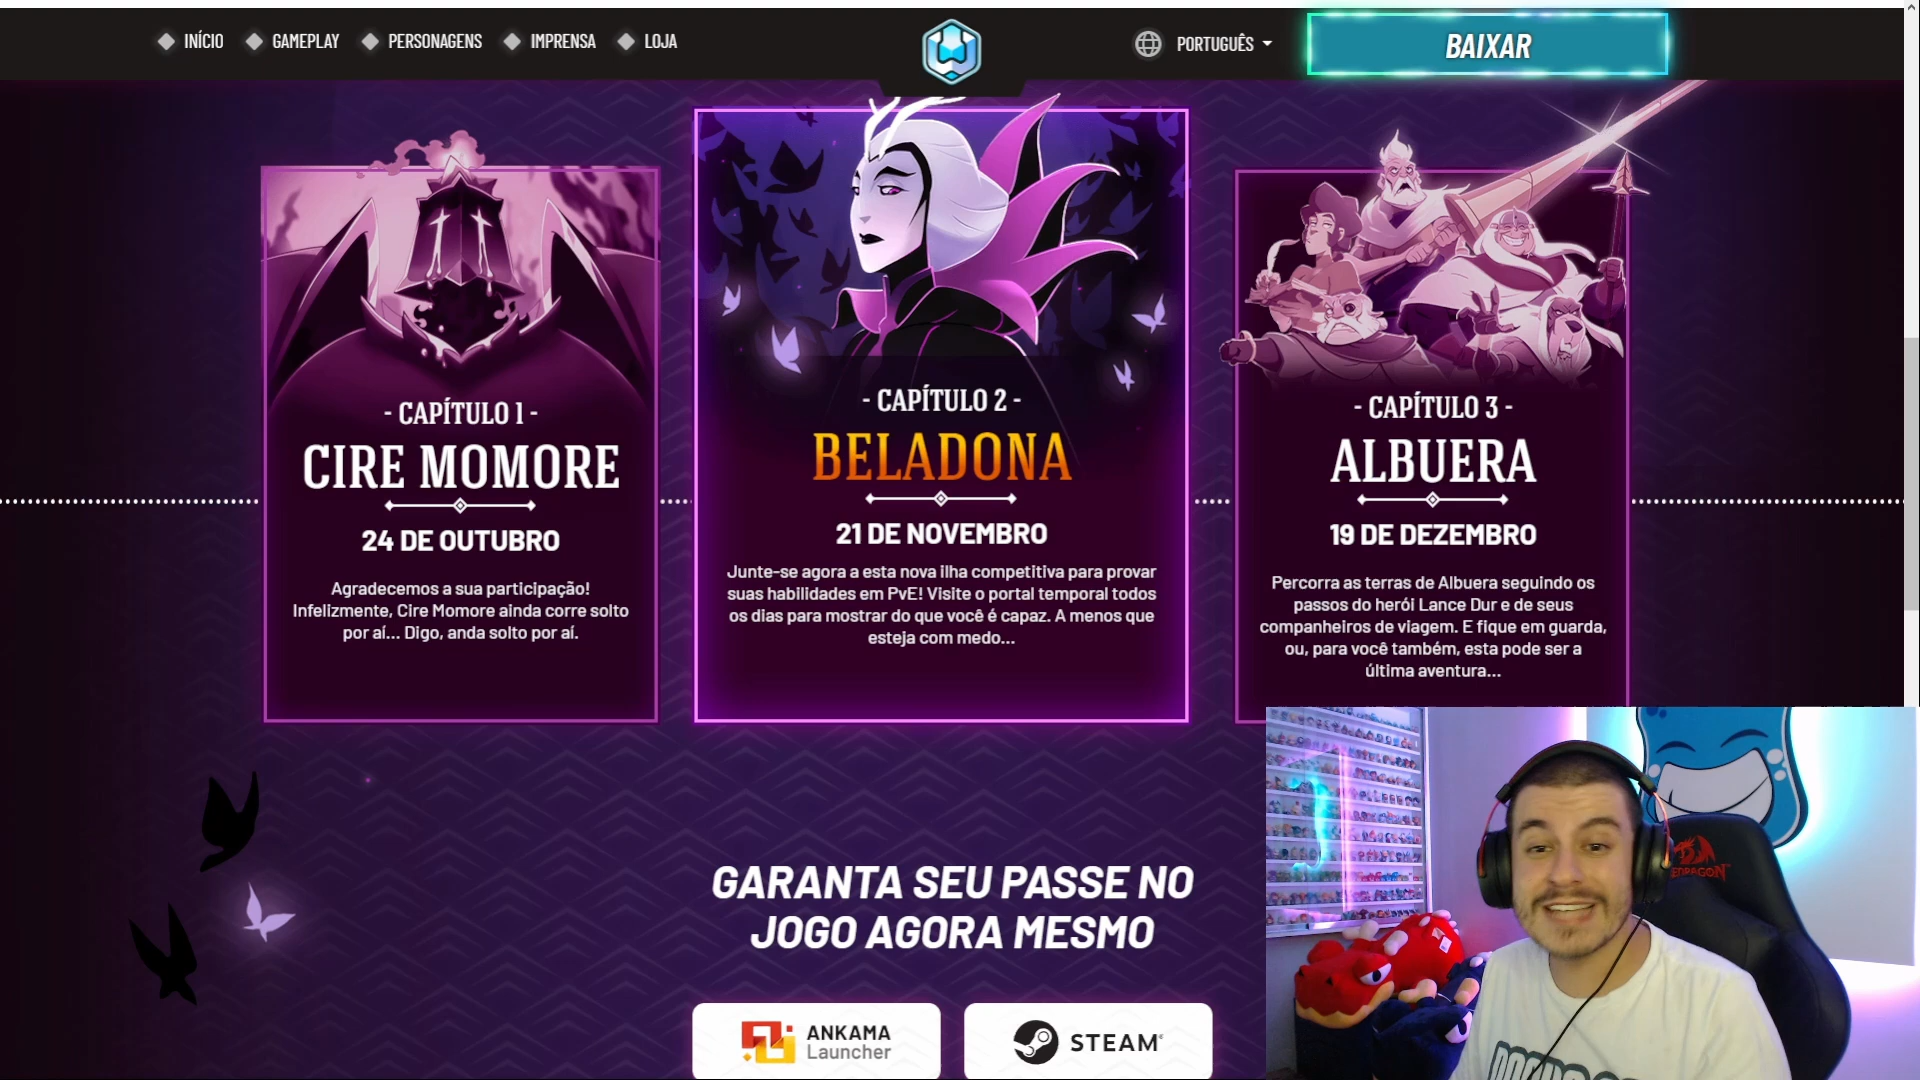 INÍCIO
GAMEPLAY
PERSONAGENS
IMPRENSA
LOJA
PORTUGUÊS
BAIXAR
- CAPÍTULO 1 -
CIRE MOMORE
24 DE OUTUBRO
Agradecemos a sua participação!
Infelizmente, Cire Momore ainda corre solto
por aí... Digo, anda solto por aí.
- CAPÍTULO 2 -
BELADONA
21 DE NOVEMBRO
Junte-se agora a esta nova ilha competitiva para provar
suas habilidades em PvE! Visite o portal temporal todos
os dias para mostrar do que você é capaz. A menos que
esteja com medo...
- CAPÍTULO 3 -
ALBUERA
19 DE DEZEMBRO
Percorra as terras de Albuera seguindo os
passos do herói Lance Dur e de seus
companheiros de viagem. E fique em guarda,
ou, para você também, esta pode ser a
última aventura...
GARANTA SEU PASSE NO
JOGO AGORA MESMO
ANKAMA
Launcher
STEAM